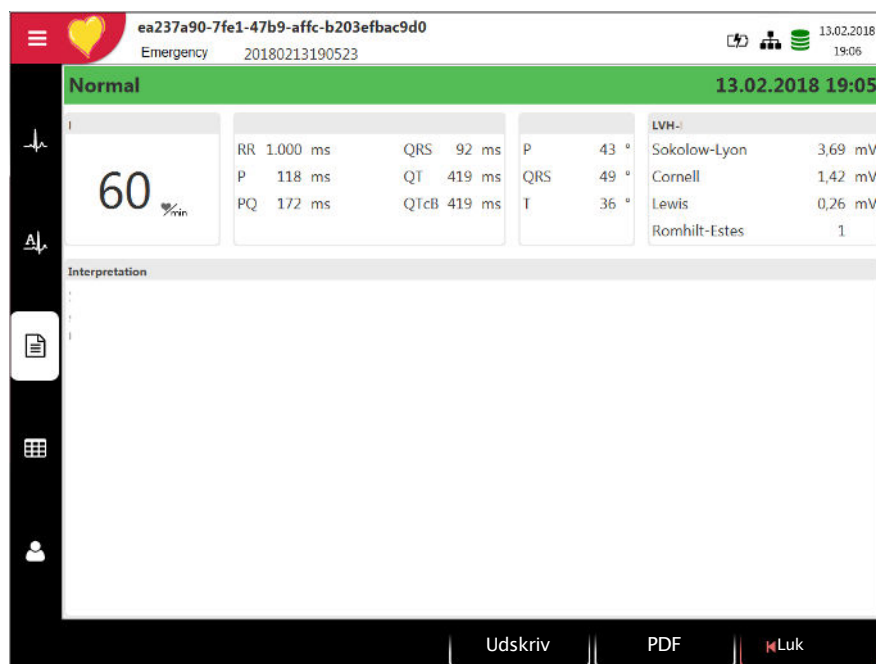 ea237a90-7fe1-47b9-affc-b203efbac9d0
Emergency 20180213190523
13.02.2018
19:06
Normal 13.02.2018 19:05
60 /min
RR 1.000 ms QRS 92 ms
P 118 ms QT 419 ms
PQ 172 ms QTcB 419 ms
P 43 °
QRS 49 °
T 36 °
LVH-
Sokolow-Lyon 3,69 mV
Cornell 1,42 mV
Lewis 0,26 mV
Romhilt-Estes 1
Interpretation
A
Udskriv PDF Luk